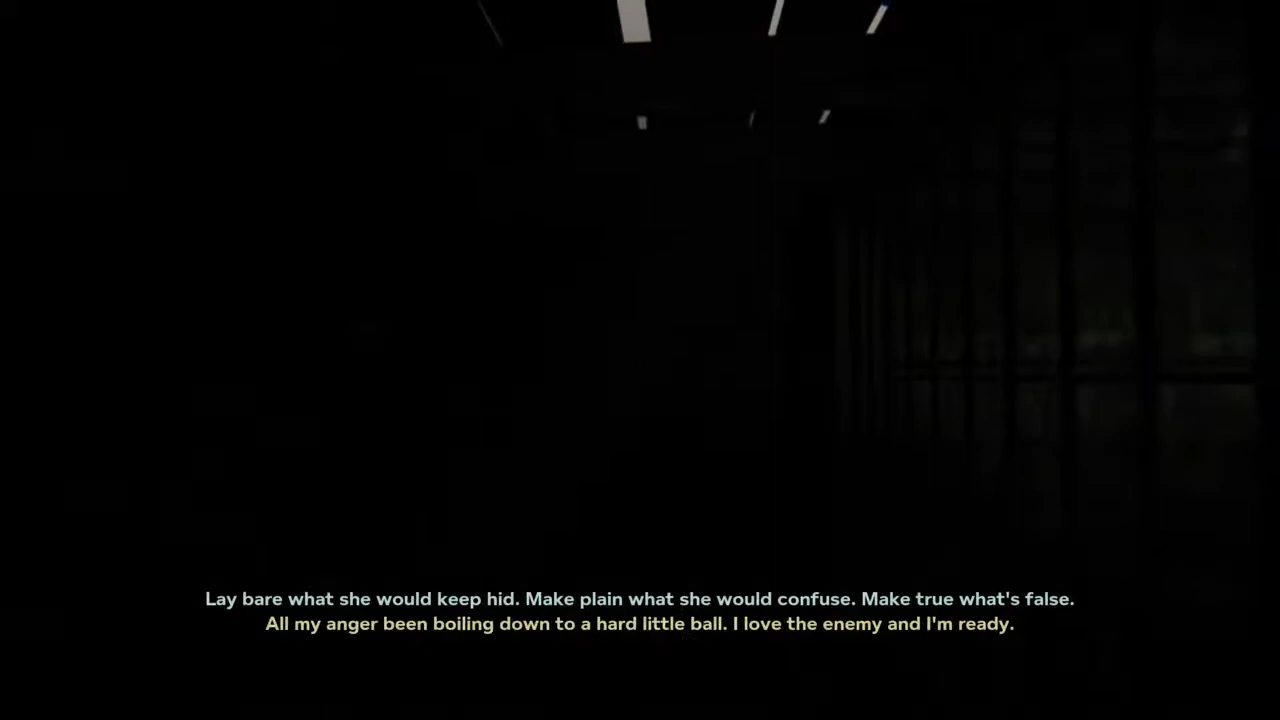 Lay bare what she would keep hid. Make plain what she would confuse. Make true what's false.
All my anger been boiling down to a hard little ball. I love the enemy and I'm ready.